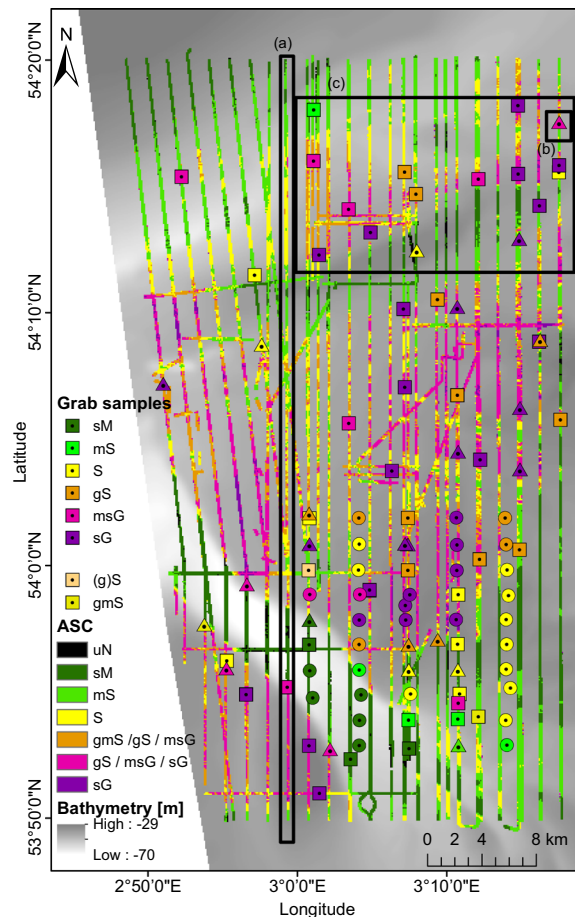 N
(a)
(c)
(b)
54°20'0"N
54°10'0"N
54°0'0"N
53°50'0"N
Latitude
Grab samples
sM
mS
S
gS
msG
sG
(g)S
gmS
ASC
uN
sM
mS
S
gmS /gS / msG
gS / msG / sG
sG
Bathymetry [m]
High : -29
Low : -70
0 2 4 8 km
2°50'0"E 3°0'0"E 3°10'0"E
Longitude